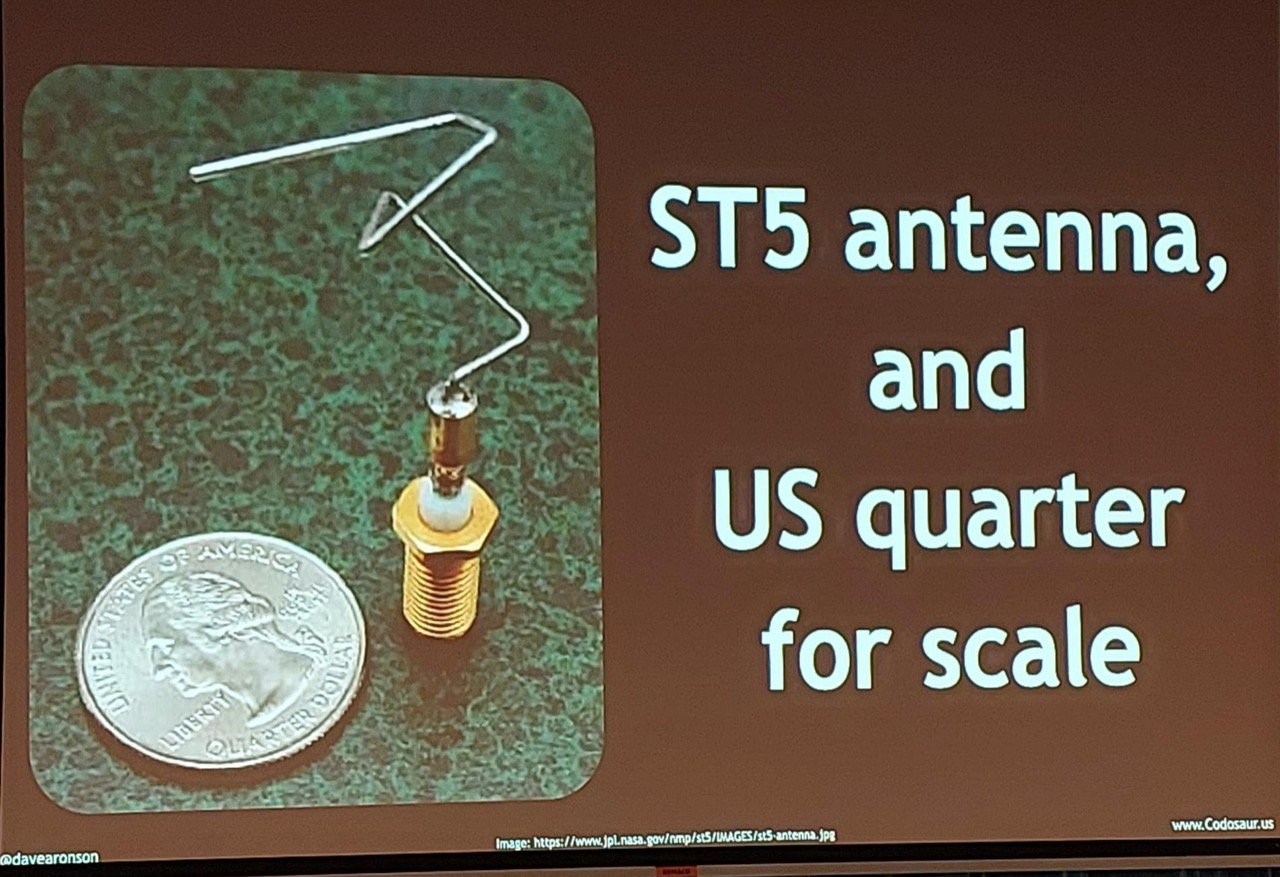 ST5 antenna,
and
US quarter
for scale
UNITED STATES OF AMERICA
LIBERTY
QUARTER DOLLAR
Image: https://www.jpl.nasa.gov/nmp/st5/IMAGES/st5-antenna.jpg
www.Codosaur.us
@davearonson